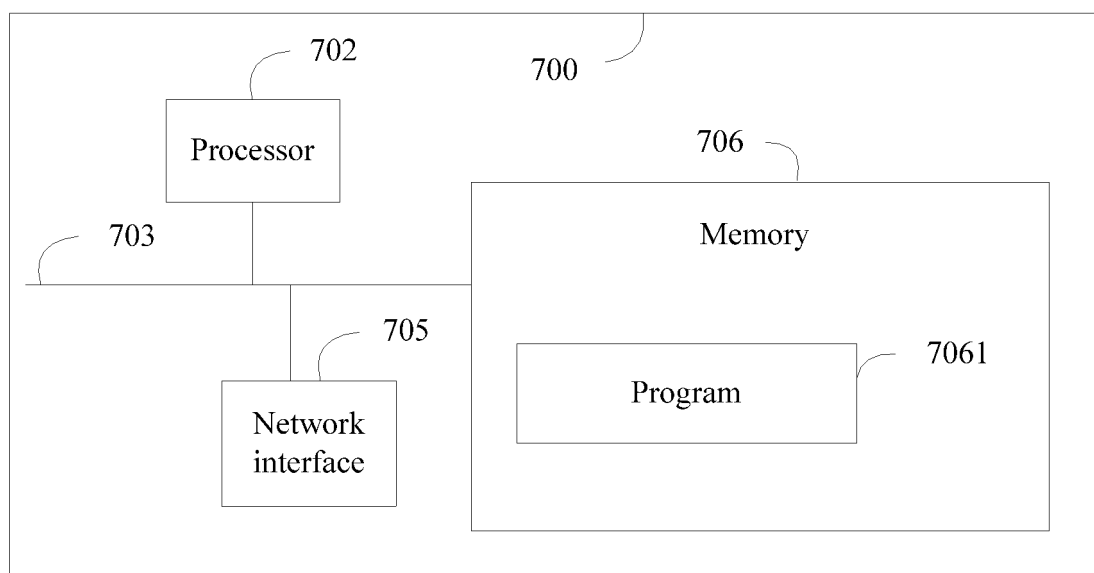 702
700
Processor
706
703
Memory
705
7061
Program
Network
interface